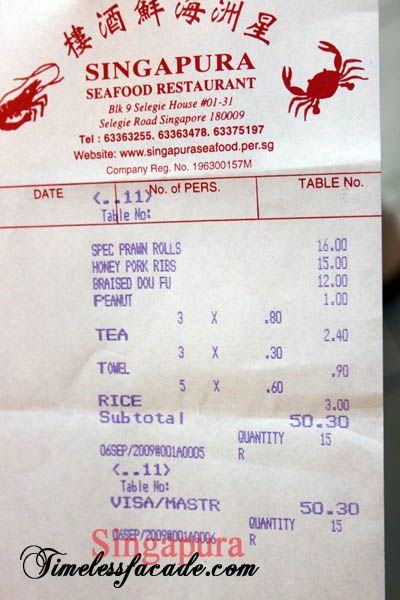 星洲海鮮酒樓
SINGAPURA
SEAFOOD RESTAURANT
Blk 9 Selegie House #01-31
Selegie Road Singapore 180009
Tel : 63363255. 63363478. 63375197
Website: www.singapuraseafood.per.sg
Company Reg. No. 196300157M
DATE No. of PERS. TABLE No.
<..11>
Table No:
SPEC PRAWN ROLLS 16.00
HONEY PORK RIBS 15.00
BRAISED DOU FU 12.00
P'EANUT 1.00
3 X .80
TEA 2.40
3 X .30
TOWEL .90
5 X .60
RICE 3.00
Subtotal 50.30
QUANTITY 15
06SEP/2009#001A0005 R
<..11>
Table No:
VISA/MASTR 50.30
QUANTITY 15
06SEP/2009#001A0006 R
Singapura
Timelessfacade.com